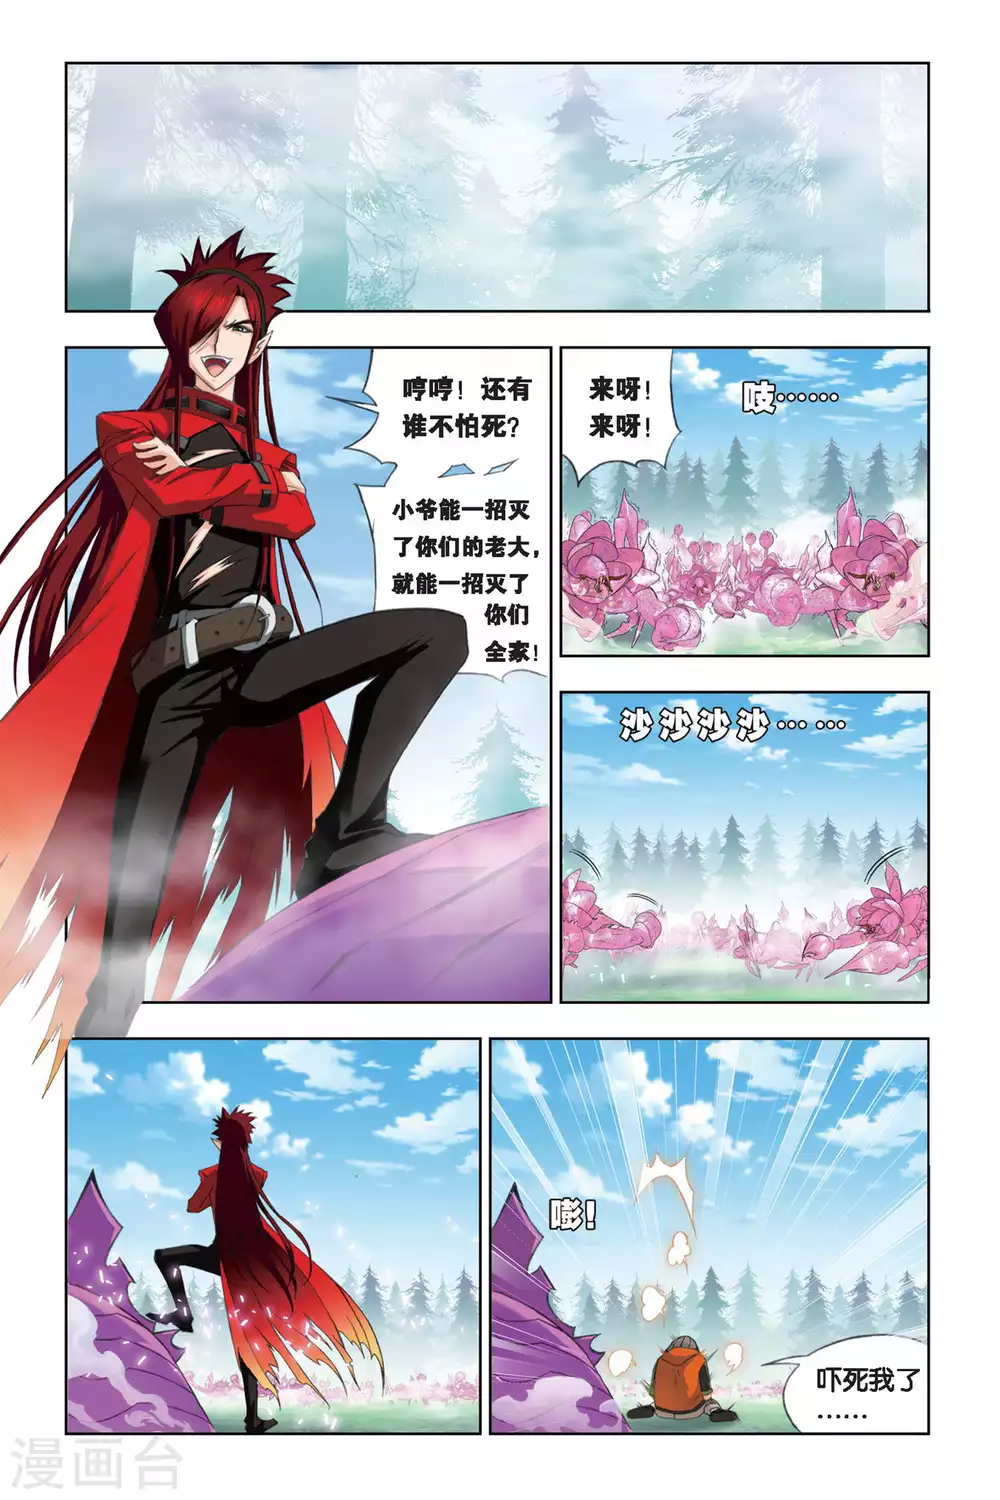 哼哼！还有
谁不怕死？
小爷能一招灭
了你们的老大，
就能一招灭了
你们
全家！
来呀！
来呀！
吱……
沙沙沙沙……
嘭！
吓死我了
……
漫画台